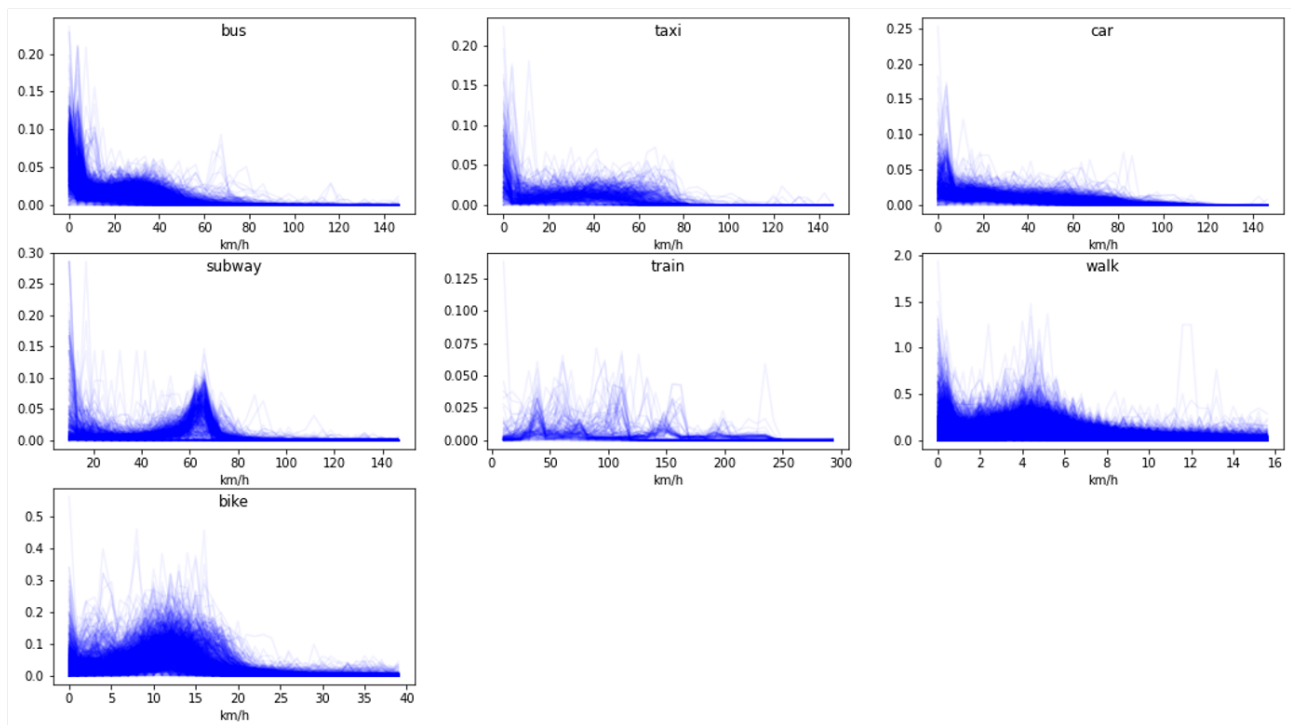 bus
0.20
0.15
0.10
0.05
0.00
0 20 40 60 80 100 120 140
km/h
taxi
0.20
0.15
0.10
0.05
0.00
0 20 40 60 80 100 120 140
km/h
car
0.25
0.20
0.15
0.10
0.05
0.00
0 20 40 60 80 100 120 140
km/h
subway
0.30
0.25
0.20
0.15
0.10
0.05
0.00
20 40 60 80 100 120 140
km/h
train
0.125
0.100
0.075
0.050
0.025
0.000
0 50 100 150 200 250 300
km/h
walk
2.0
1.5
1.0
0.5
0.0
0 2 4 6 8 10 12 14 16
km/h
bike
0.5
0.4
0.3
0.2
0.1
0.0
0 5 10 15 20 25 30 35 40
km/h